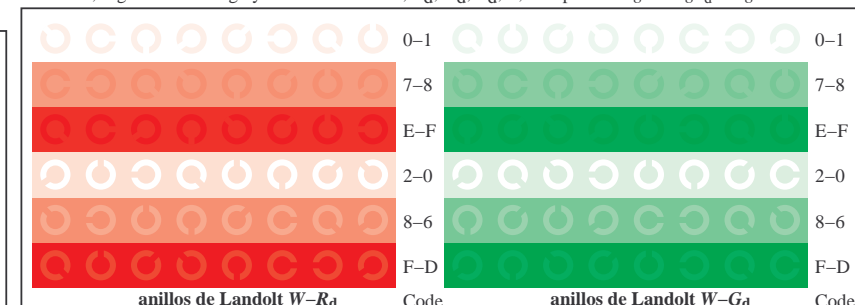 0–1 0–1
7–8 7–8
E–F E–F
2–0 2–0
8–6 8–6
F–D F–D
anillos de Landolt W–Rd Code anillos de Landolt W–Gd Code